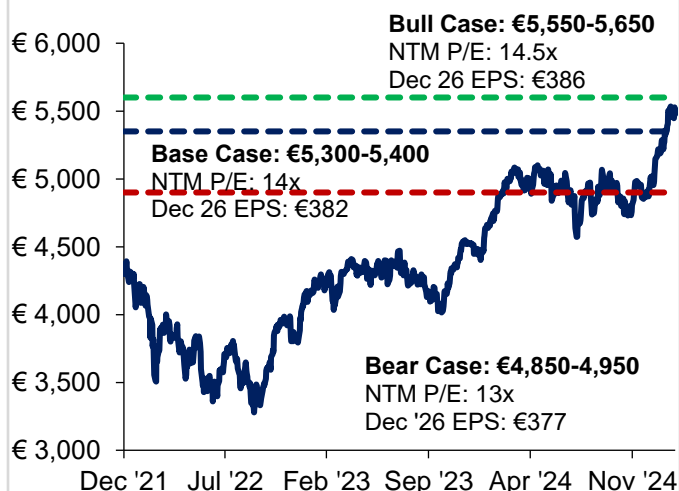 Bull Case: €5,550-5,650
NTM P/E: 14.5x
Dec 26 EPS: €386
€ 6,000
€ 5,500
€ 5,000
€ 4,500
€ 4,000
€ 3,500
€ 3,000
Base Case: €5,300-5,400
NTM P/E: 14x
Dec 26 EPS: €382
Bear Case: €4,850-4,950
NTM P/E: 13x
Dec '26 EPS: €377
Dec '21 Jul '22 Feb '23 Sep '23 Apr '24 Nov '24